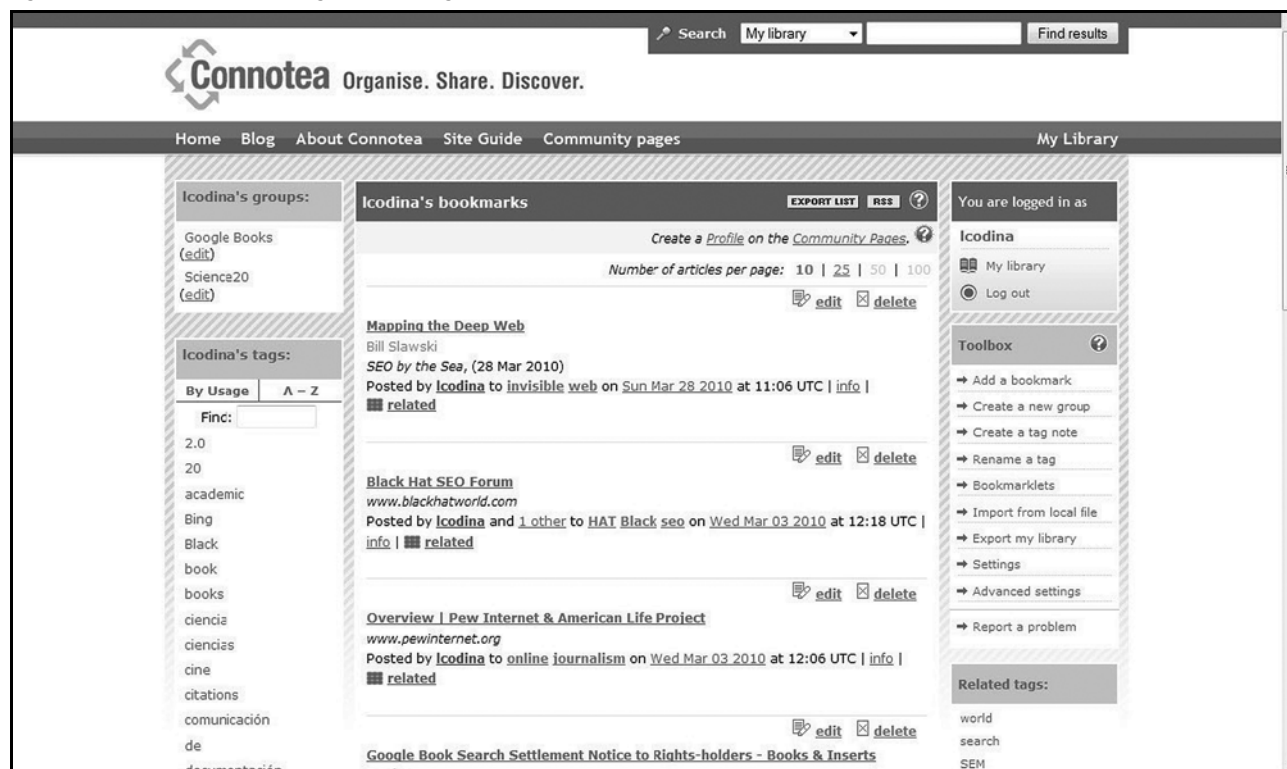 Search My library Find results
Connotea Organise. Share. Discover.
Home Blog About Connotea Site Guide Community pages My Library
lcodina's groups:
Google Books
(edit)
Science20
(edit)
lcodina's tags:
By Usage A – Z
Find:
2.0
20
academic
Bing
Black
book
books
ciencia
ciencias
cine
citations
comunicación
de
documentación
lcodina's bookmarks EXPORT LIST RSS ?
Create a Profile on the Community Pages. ?
Number of articles per page: 10 | 25 | 50 | 100
edit delete
Mapping the Deep Web
Bill Slawski
SEO by the Sea, (28 Mar 2010)
Posted by lcodina to invisible web on Sun Mar 28 2010 at 11:06 UTC | info |
related
edit delete
Black Hat SEO Forum
www.blackhatworld.com
Posted by lcodina and 1 other to HAT Black seo on Wed Mar 03 2010 at 12:18 UTC |
info | related
edit delete
Overview | Pew Internet & American Life Project
www.pewinternet.org
Posted by lcodina to online journalism on Wed Mar 03 2010 at 12:06 UTC | info |
related
edit delete
Google Book Search Settlement Notice to Rights-holders - Books & Inserts
You are logged in as
lcodina
My library
Log out
Toolbox ?
Add a bookmark
Create a new group
Create a tag note
Rename a tag
Bookmarklets
Import from local file
Export my library
Settings
Advanced settings
Report a problem
Related tags:
world
search
SEM